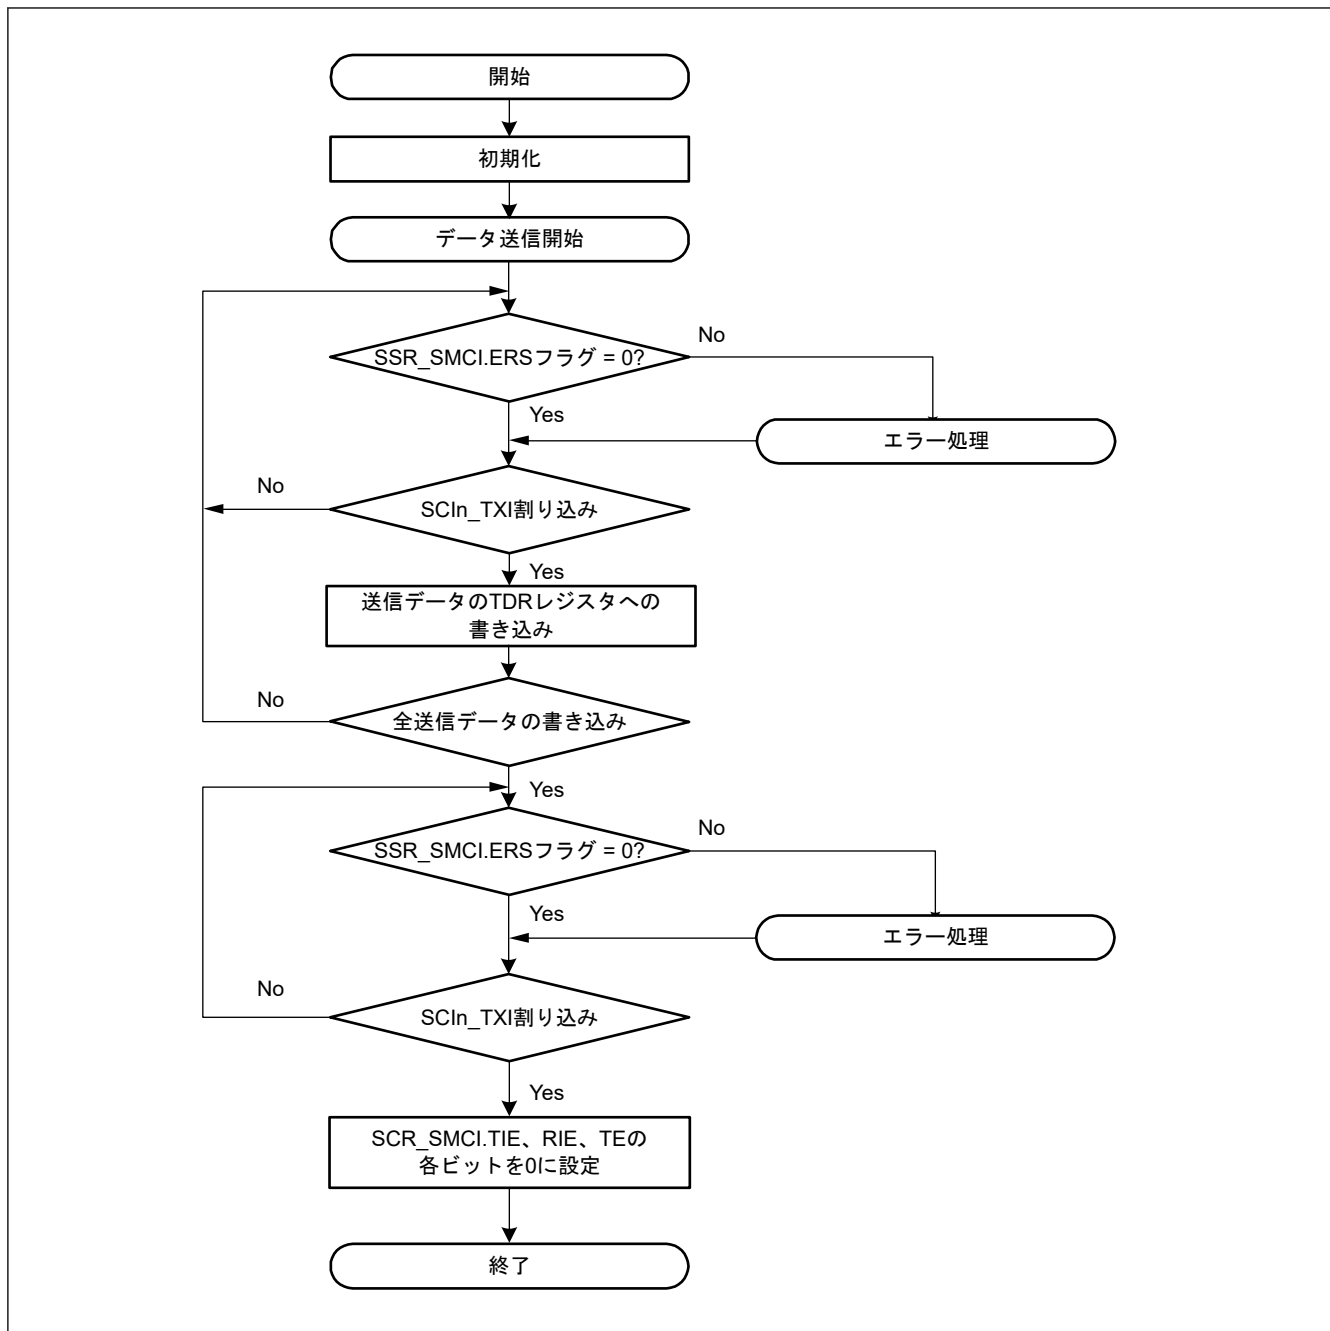 開始
初期化
データ送信開始
SSR_SMCI.ERSフラグ = 0?
No
Yes
エラー処理
No
SCIn_TXI割り込み
Yes
送信データのTDRレジスタへの
書き込み
No
全送信データの書き込み
Yes
SSR_SMCI.ERSフラグ = 0?
No
Yes
エラー処理
No
SCIn_TXI割り込み
Yes
SCR_SMCI.TIE、RIE、TEの
各ビットを0に設定
終了